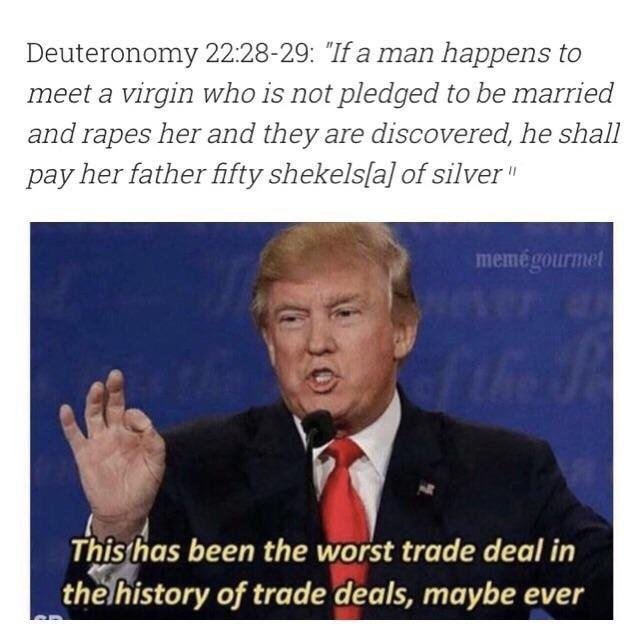 Deuteronomy 22:28-29: "If a man happens to
meet a virgin who is not pledged to be married
and rapes her and they are discovered, he shall
pay her father fifty shekels[a] of silver "
memégourmet
This has been the worst trade deal in
the history of trade deals, maybe ever